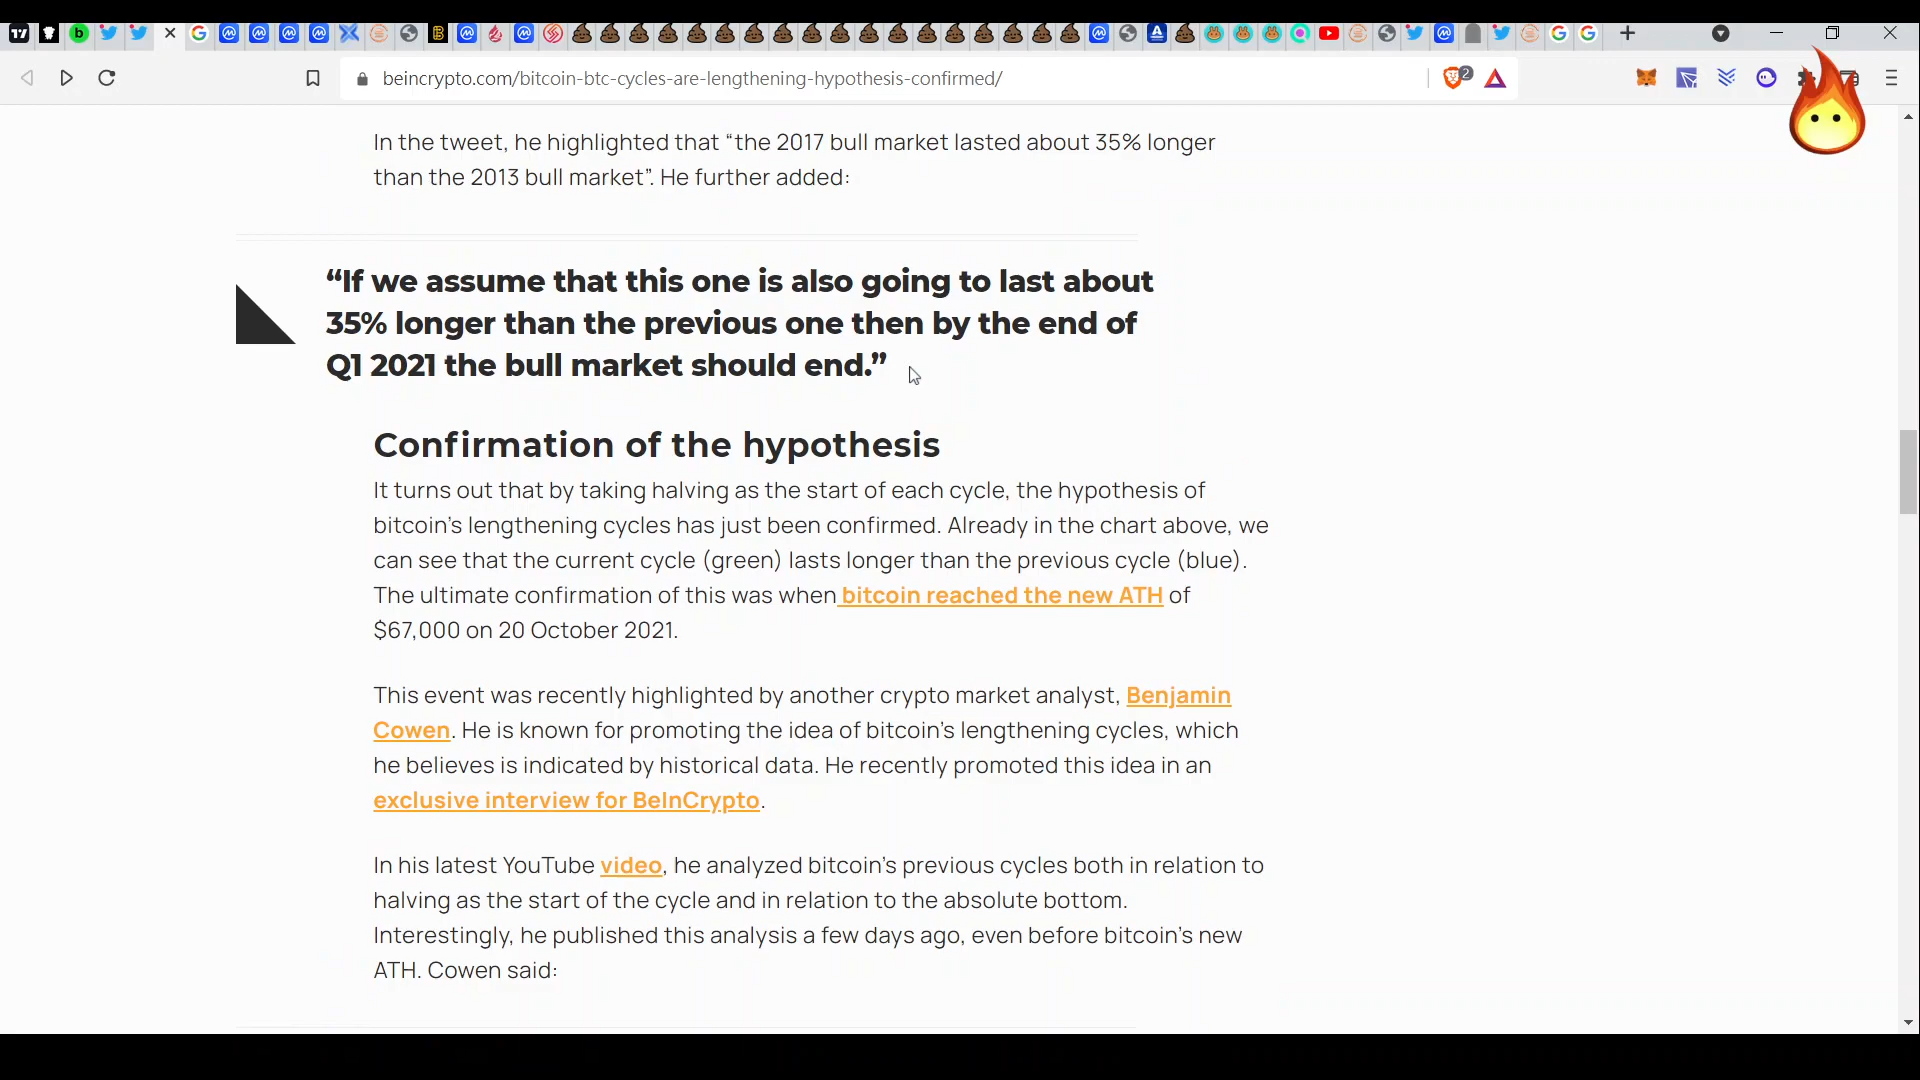 beincrypto.com/bitcoin-btc-cycles-are-lengthening-hypothesis-confirmed/
2
In the tweet, he highlighted that “the 2017 bull market lasted about 35% longer
than the 2013 bull market”. He further added:
“If we assume that this one is also going to last about
35% longer than the previous one then by the end of
Q1 2021 the bull market should end.”
Confirmation of the hypothesis
It turns out that by taking halving as the start of each cycle, the hypothesis of
bitcoin’s lengthening cycles has just been confirmed. Already in the chart above, we
can see that the current cycle (green) lasts longer than the previous cycle (blue).
The ultimate confirmation of this was when bitcoin reached the new ATH of
$67,000 on 20 October 2021.
This event was recently highlighted by another crypto market analyst, Benjamin
Cowen. He is known for promoting the idea of bitcoin’s lengthening cycles, which
he believes is indicated by historical data. He recently promoted this idea in an
exclusive interview for BeInCrypto.
In his latest YouTube video, he analyzed bitcoin’s previous cycles both in relation to
halving as the start of the cycle and in relation to the absolute bottom.
Interestingly, he published this analysis a few days ago, even before bitcoin’s new
ATH. Cowen said: